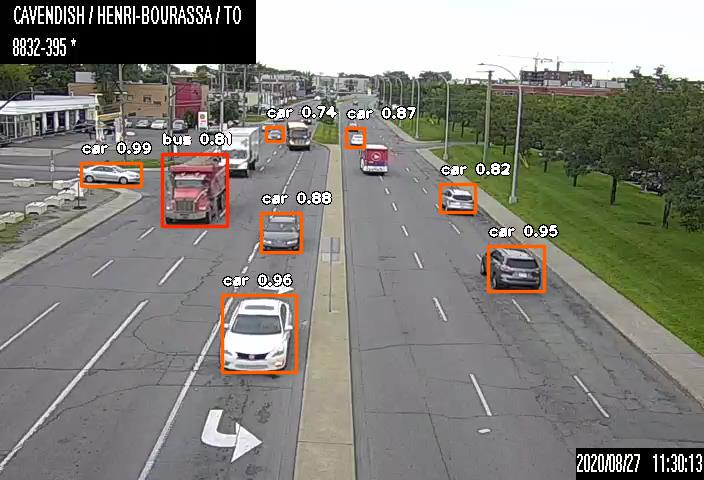 CAVENDISH / HENRI-BOURASSA / TO
8832-395 *
car 0.74
car 0.87
bus 0.81
car 0.99
car 0.82
car 0.88
car 0.95
car 0.96
2020/08/27 11:30:13